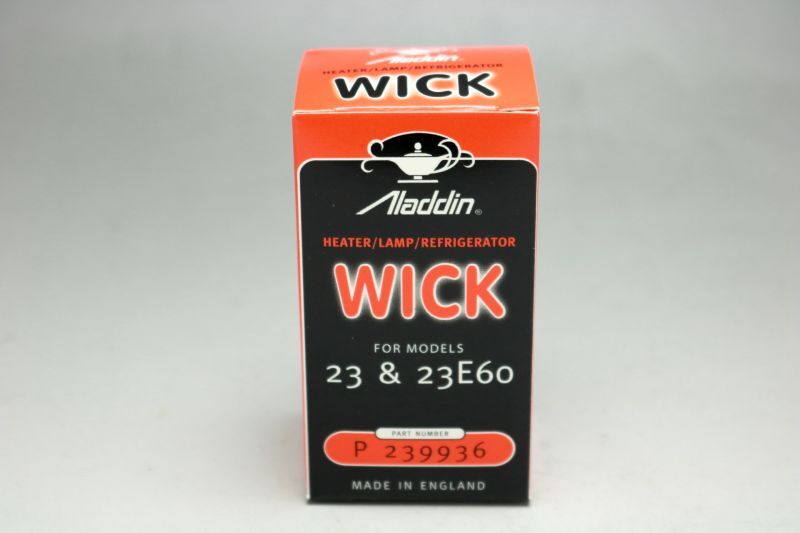 Aladdin®
HEATER/LAMP/REFRIGERATOR
WICK
Aladdin®
HEATER/LAMP/REFRIGERATOR
WICK
FOR MODELS
23 & 23E60
PART NUMBER
P 239936
MADE IN ENGLAND